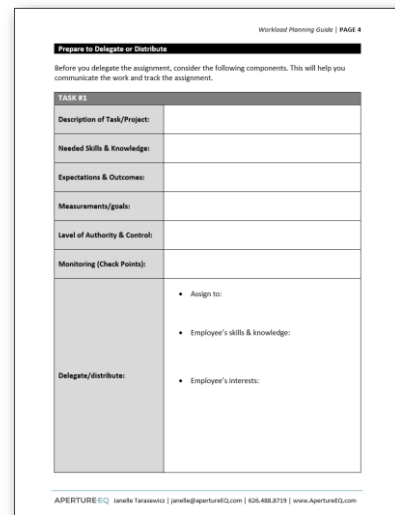 Workload Planning Guide | PAGE 4
Prepare to Delegate or Distribute
Before you delegate the assignment, consider the following components. This will help you
communicate the work and track the assignment.
TASK #1
Description of Task/Project:
Needed Skills & Knowledge:
Expectations & Outcomes:
Measurements/goals:
Level of Authority & Control:
Monitoring (Check Points):
Delegate/distribute:
• Assign to:
• Employee's skills & knowledge:
• Employee's interests:
APERTURE EQ Janelle Tarasewicz | janelle@apertureEQ.com | 626.488.8719 | www.ApertureEQ.com